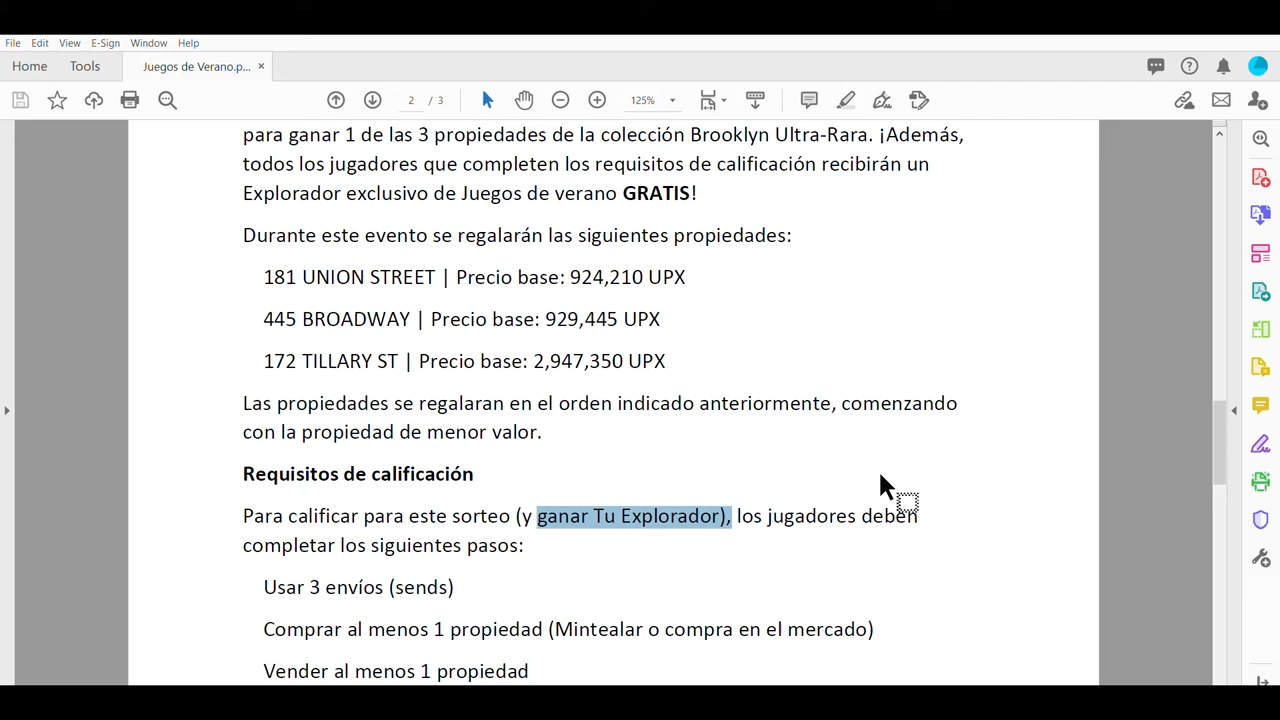 File Edit View E-Sign Window Help
Home Tools Juegos de Verano.p... ×
2 / 3 125%
para ganar 1 de las 3 propiedades de la colección Brooklyn Ultra-Rara. ¡Además,
todos los jugadores que completen los requisitos de calificación recibirán un
Explorador exclusivo de Juegos de verano GRATIS!
Durante este evento se regalarán las siguientes propiedades:
181 UNION STREET | Precio base: 924,210 UPX
445 BROADWAY | Precio base: 929,445 UPX
172 TILLARY ST | Precio base: 2,947,350 UPX
Las propiedades se regalaran en el orden indicado anteriormente, comenzando
con la propiedad de menor valor.
Requisitos de calificación
Para calificar para este sorteo (y ganar Tu Explorador), los jugadores deben
completar los siguientes pasos:
Usar 3 envíos (sends)
Comprar al menos 1 propiedad (Mintealar o compra en el mercado)
Vender al menos 1 propiedad